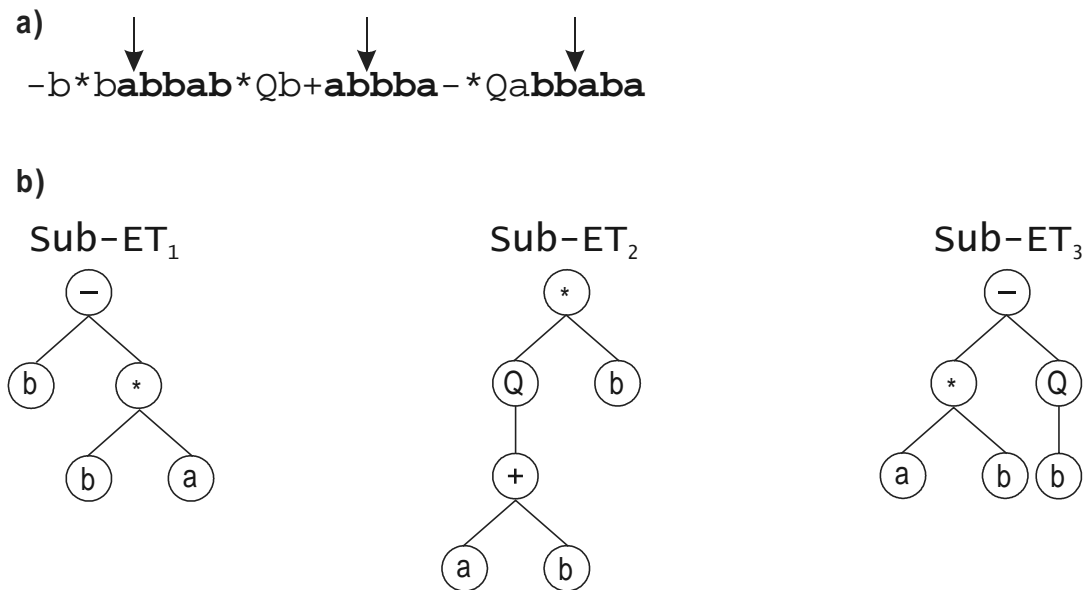 a)
-b*babbab*Qb+abbba-*Qabbaba
b)
Sub-ET₁ Sub-ET₂ Sub-ET₃
- * -
b * Q b * Q
b a + a b b
a b